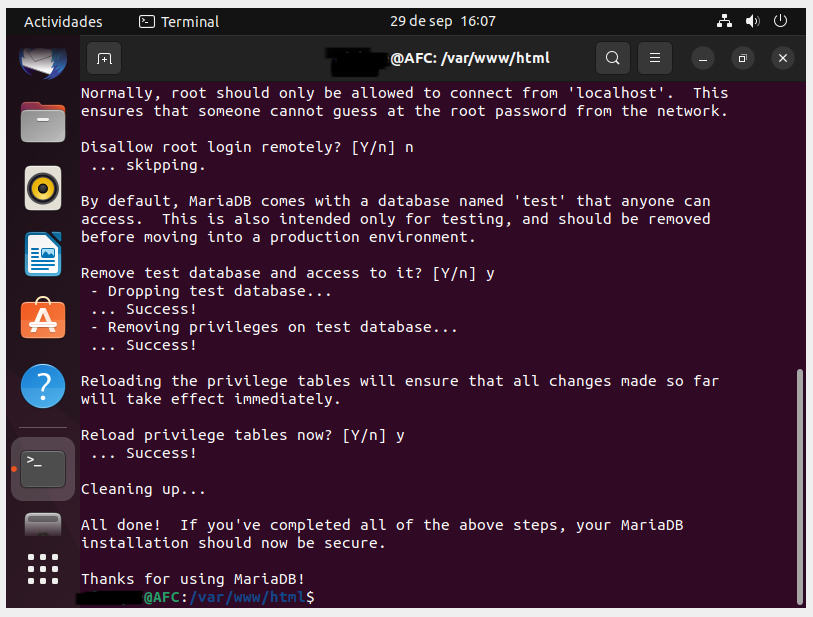 Actividades
Terminal
29 de sep 16:07
@AFC: /var/www/html
Normally, root should only be allowed to connect from 'localhost'.  This
ensures that someone cannot guess at the root password from the network.
Disallow root login remotely? [Y/n] n
 ... skipping.
By default, MariaDB comes with a database named 'test' that anyone can
access.  This is also intended only for testing, and should be removed
before moving into a production environment.
Remove test database and access to it? [Y/n] y
 - Dropping test database...
 ... Success!
 - Removing privileges on test database...
 ... Success!
Reloading the privilege tables will ensure that all changes made so far
will take effect immediately.
Reload privilege tables now? [Y/n] y
 ... Success!
Cleaning up...
All done!  If you've completed all of the above steps, your MariaDB
installation should now be secure.
Thanks for using MariaDB!
@AFC:/var/www/html$